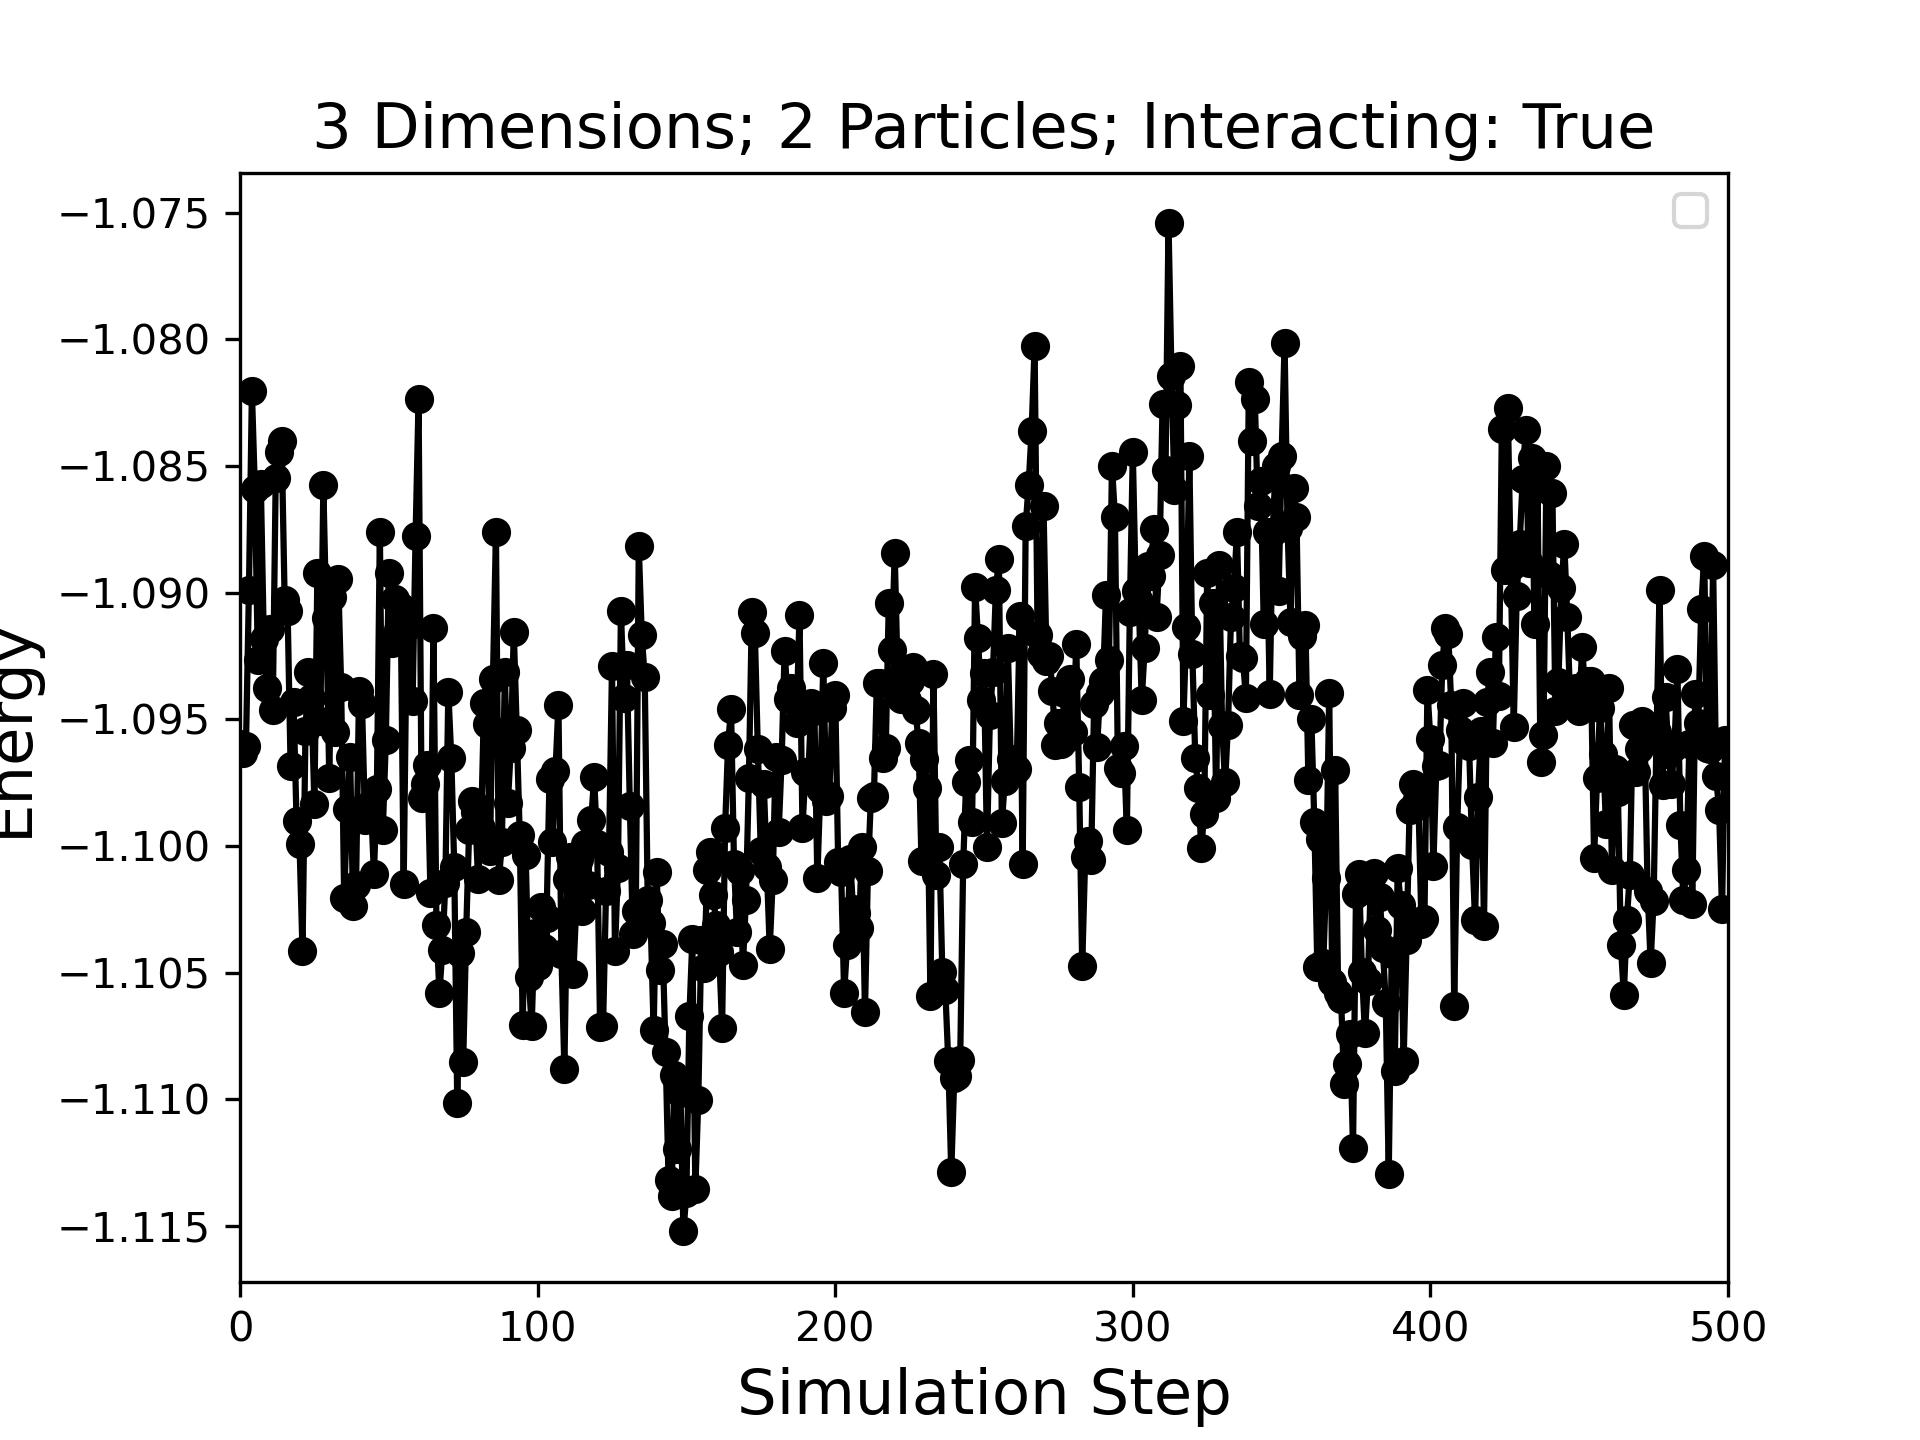 3 Dimensions; 2 Particles; Interacting: True
−1.075
−1.080
−1.085
−1.090
−1.095
−1.100
−1.105
−1.110
−1.115
Energy
0 100 200 300 400 500
Simulation Step